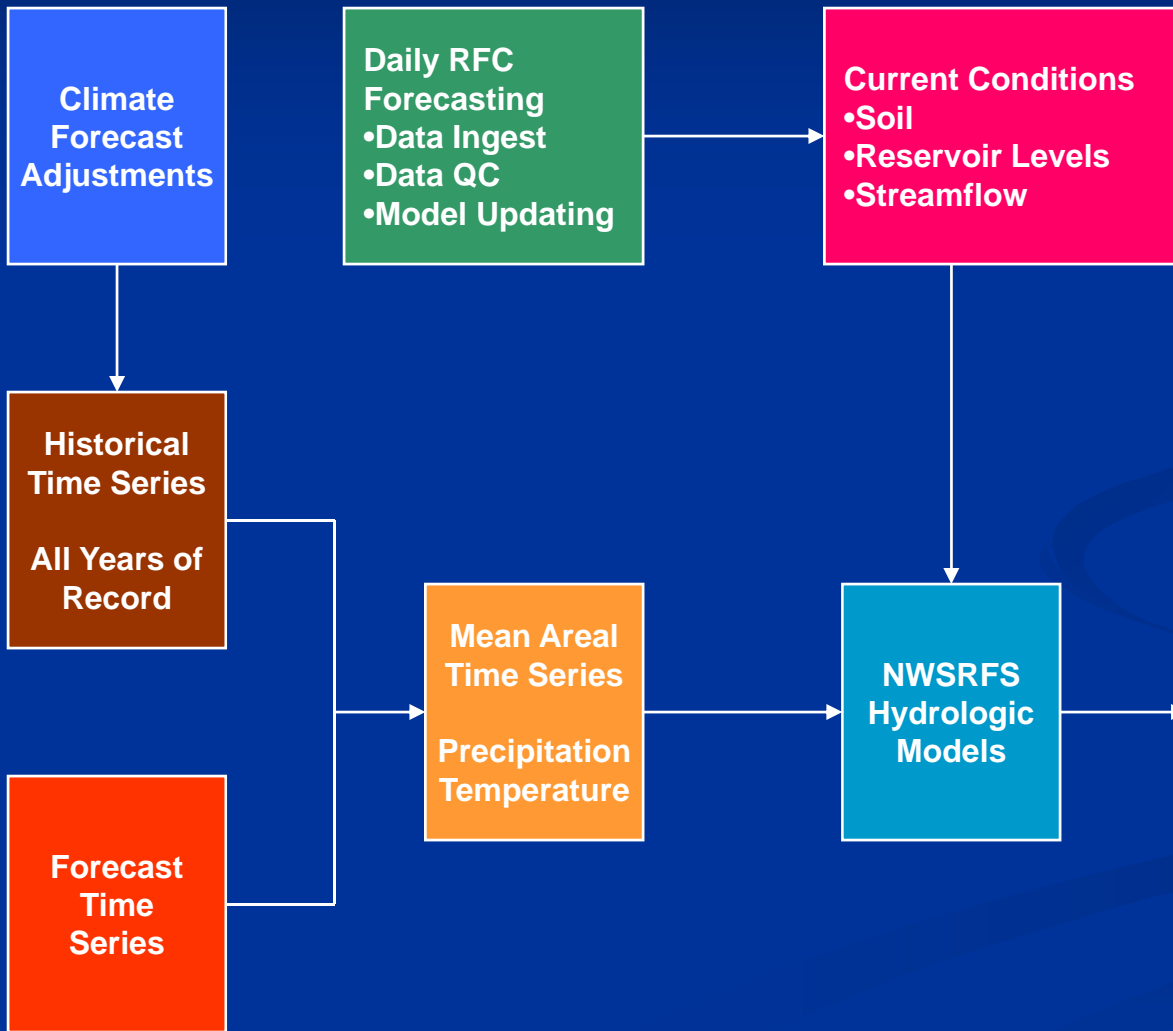 Climate
Forecast
Adjustments
Daily RFC
Forecasting
•Data Ingest
•Data QC
•Model Updating
Current Conditions
•Soil
•Reservoir Levels
•Streamflow
Historical
Time Series
All Years of
Record
Mean Areal
Time Series
Precipitation
Temperature
NWSRFS
Hydrologic
Models
Forecast
Time
Series